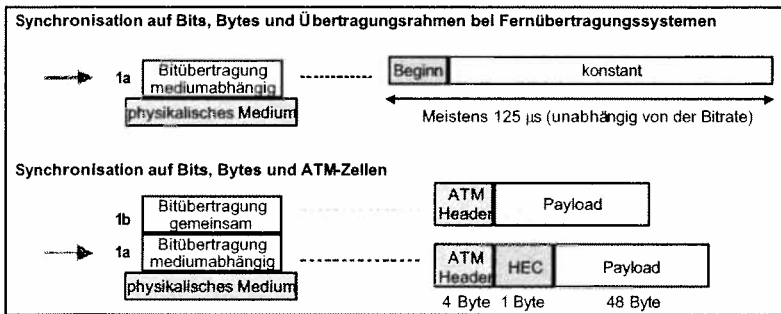 Synchronisation auf Bits, Bytes und Übertragungsrahmen bei Fernübertragungssystemen
1a
Bitübertragung
mediumabhängig
physikalisches Medium
Beginn
konstant
Meistens 125 µs (unabhängig von der Bitrate)
Synchronisation auf Bits, Bytes und ATM-Zellen
1b
Bitübertragung
gemeinsam
ATM
Header
Payload
1a
Bitübertragung
mediumabhängig
physikalisches Medium
ATM
Header
HEC
Payload
4 Byte 1 Byte 48 Byte